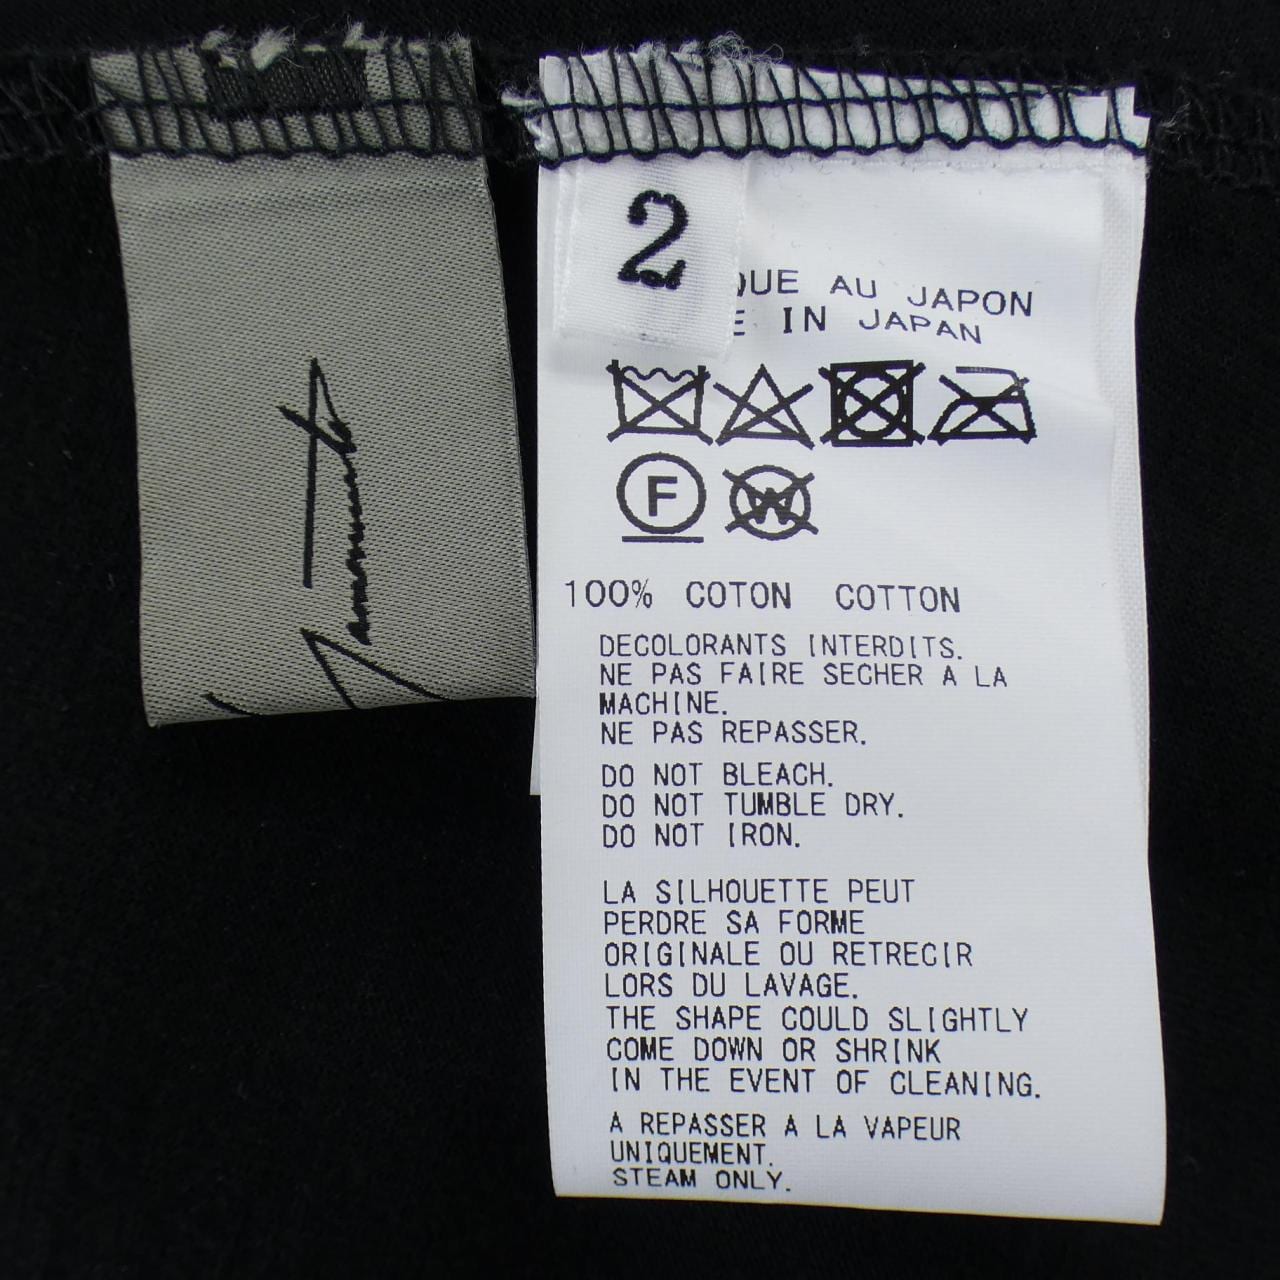 Yamamoto
2
QUE AU JAPON
E IN JAPAN
F
W
100% COTON COTTON
DECOLORANTS INTERDITS.
NE PAS FAIRE SECHER A LA
MACHINE.
NE PAS REPASSER.
DO NOT BLEACH.
DO NOT TUMBLE DRY.
DO NOT IRON.
LA SILHOUETTE PEUT
PERDRE SA FORME
ORIGINALE OU RETRECIR
LORS DU LAVAGE.
THE SHAPE COULD SLIGHTLY
COME DOWN OR SHRINK
IN THE EVENT OF CLEANING.
A REPASSER A LA VAPEUR
UNIQUEMENT.
STEAM ONLY.